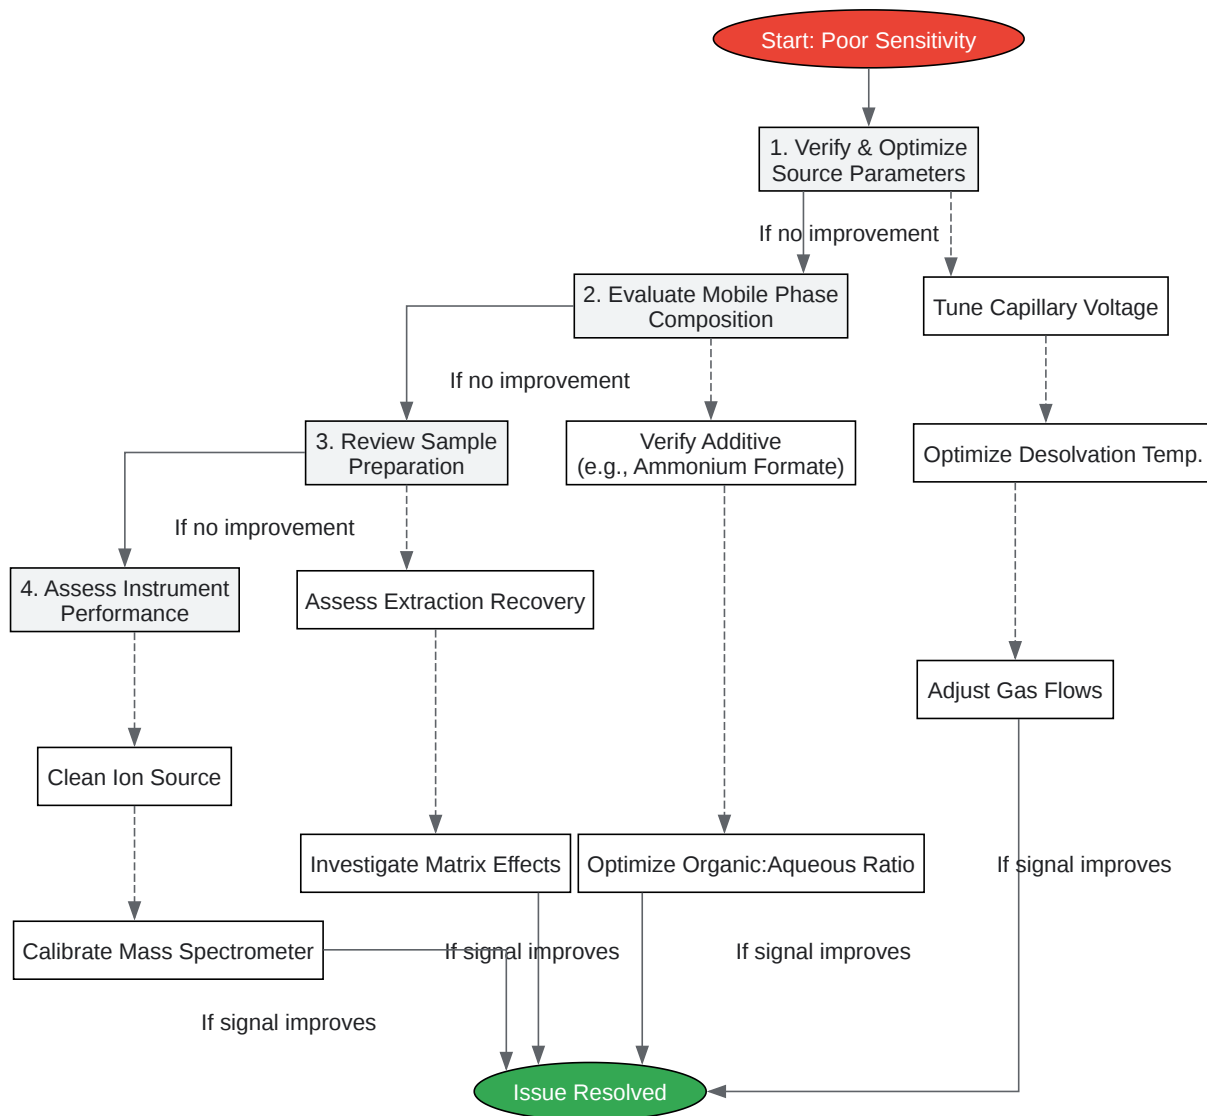 Start: Poor Sensitivity
1. Verify & Optimize
Source Parameters
If no improvement
2. Evaluate Mobile Phase
Composition
Tune Capillary Voltage
If no improvement
3. Review Sample
Preparation
Verify Additive
(e.g., Ammonium Formate)
Optimize Desolvation Temp.
If no improvement
4. Assess Instrument
Performance
Assess Extraction Recovery
Adjust Gas Flows
Clean Ion Source
Investigate Matrix Effects
Optimize Organic:Aqueous Ratio
If signal improves
Calibrate Mass Spectrometer
If signal improves
If signal improves
If signal improves
Issue Resolved